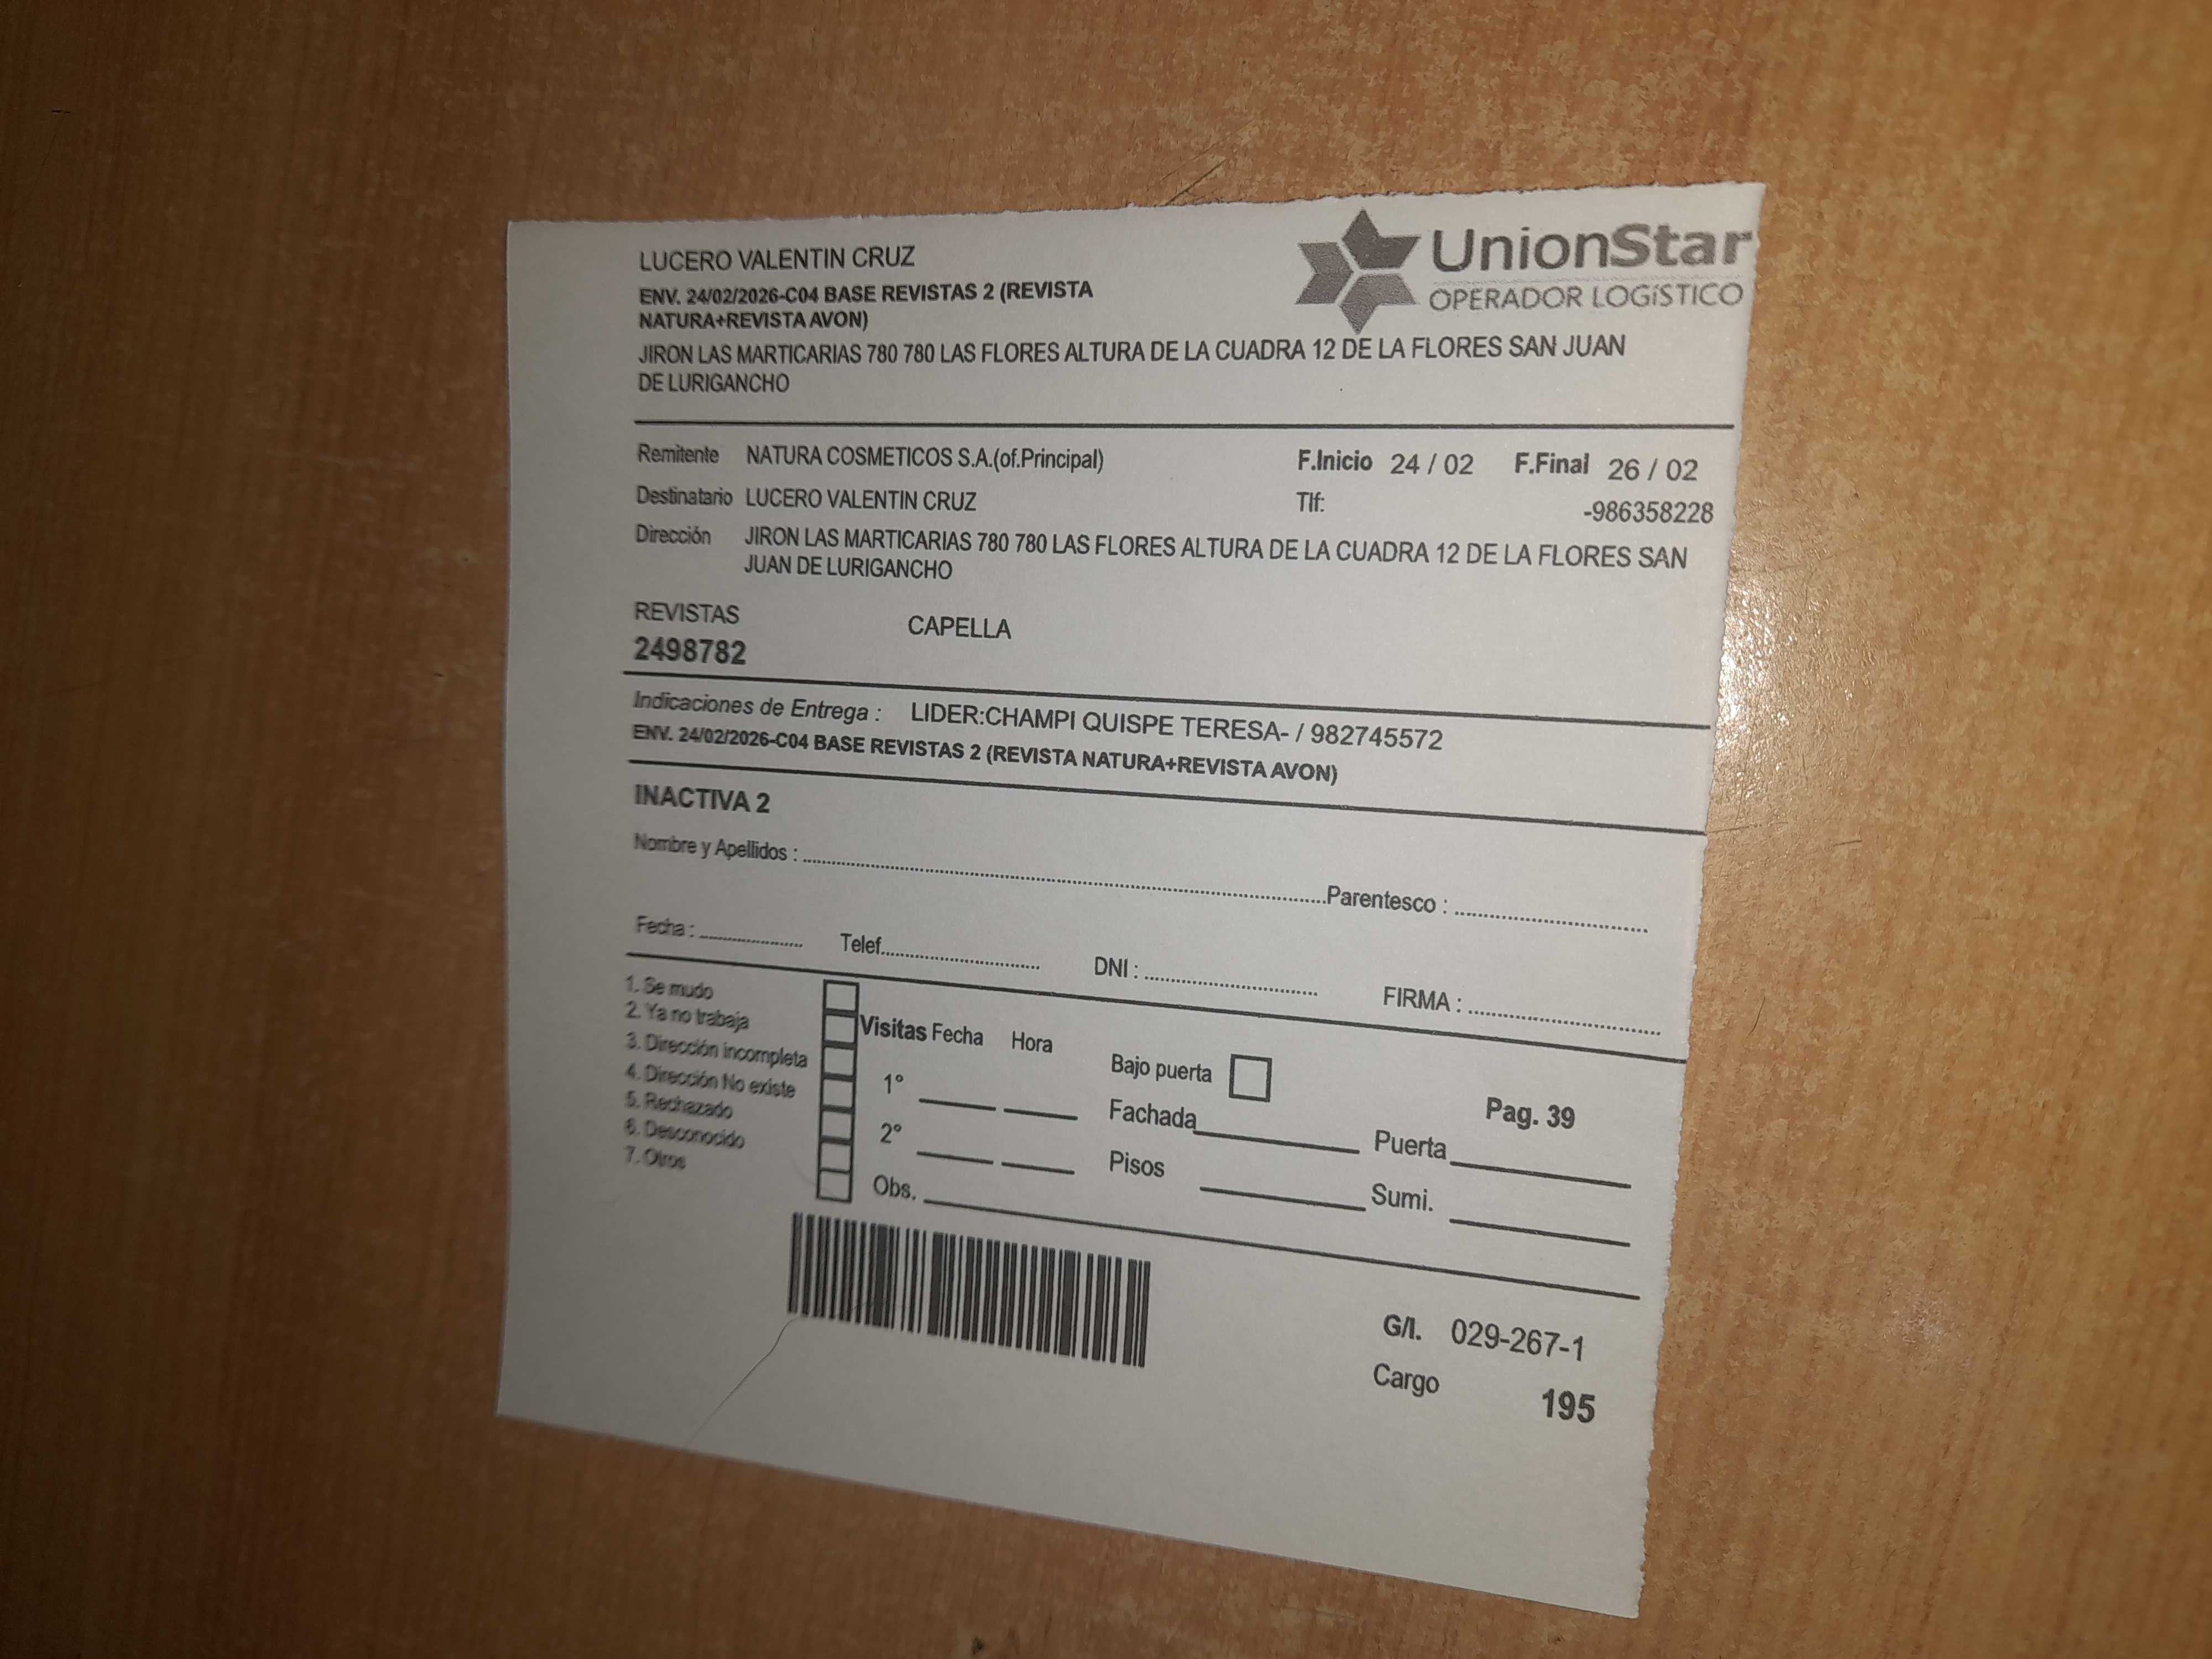 LUCERO VALENTIN CRUZ
ENV. 24/02/2026-C04 BASE REVISTAS 2 (REVISTA
NATURA+REVISTA AVON)
UnionStar
OPERADOR LOGíSTICO
JIRON LAS MARTICARIAS 780 780 LAS FLORES ALTURA DE LA CUADRA 12 DE LA FLORES SAN JUAN
DE LURIGANCHO
Remitente NATURA COSMETICOS S.A.(of.Principal) F.Inicio 24 / 02 F.Final 26 / 02
Destinatario LUCERO VALENTIN CRUZ Tlf: -986358228
Dirección JIRON LAS MARTICARIAS 780 780 LAS FLORES ALTURA DE LA CUADRA 12 DE LA FLORES SAN
JUAN DE LURIGANCHO
REVISTAS CAPELLA
2498782
Indicaciones de Entrega : LIDER:CHAMPI QUISPE TERESA- / 982745572
ENV. 24/02/2026-C04 BASE REVISTAS 2 (REVISTA NATURA+REVISTA AVON)
INACTIVA 2
Nombre y Apellidos : Parentesco :
Fecha : Telef. DNI : FIRMA :
1. Se mudo
2. Ya no trabaja
3. Dirección incompleta
4. Dirección No existe
5. Rechazado
6. Desconocido
7. Otros
Visitas Fecha Hora
1°
2°
Obs.
Bajo puerta
Fachada Puerta
Pisos Sumi.
Pag. 39
G/I. 029-267-1
Cargo 195